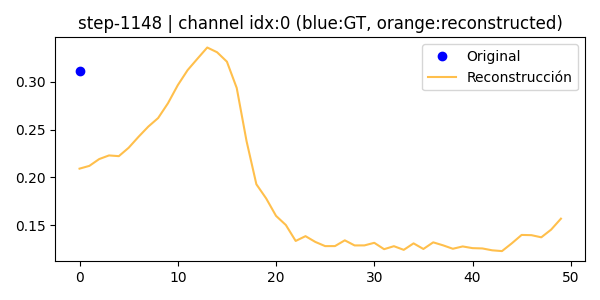 step-1148 | channel idx:0 (blue:GT, orange:reconstructed)
Original
Reconstrucción
0.30
0.25
0.20
0.15
0 10 20 30 40 50